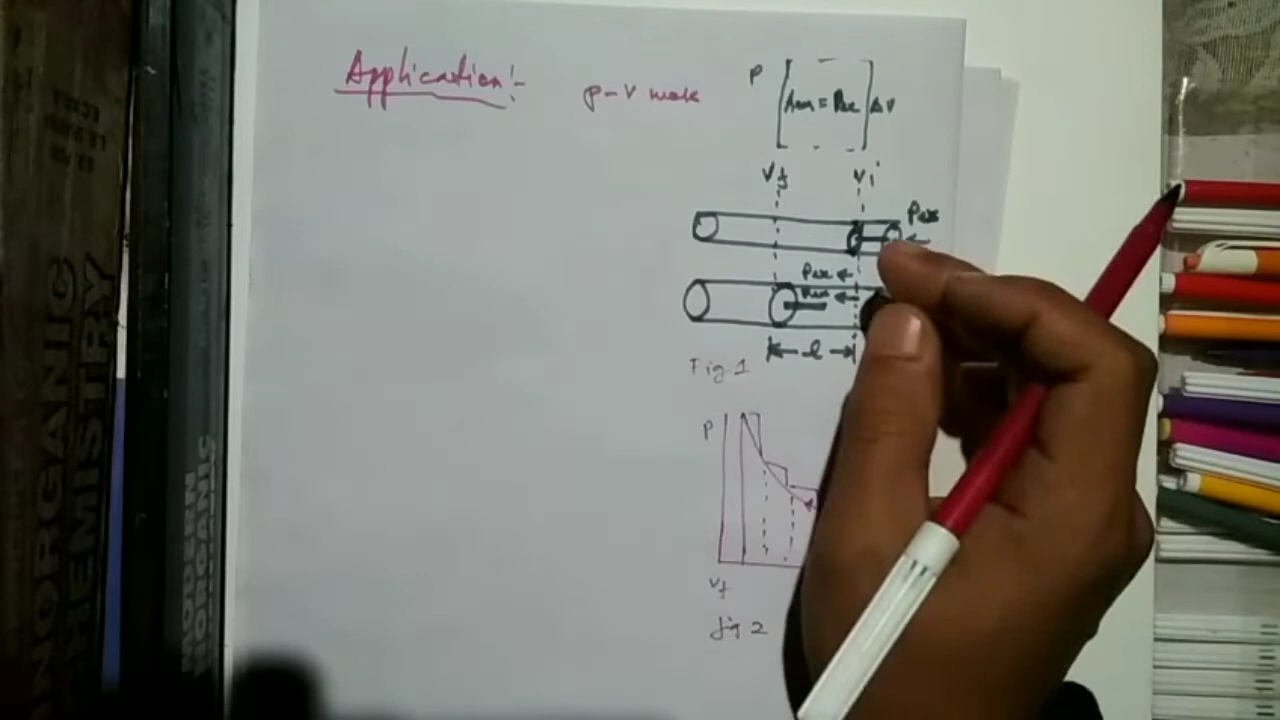 Application:-
P-V work
P
Area = Pex ΔV
Vf
Vi
Pex
Pex
Pex
l
Fig 1
P
Vf
fig 2
INORGANIC
CHEMISTRY
MODERN
INORGANIC